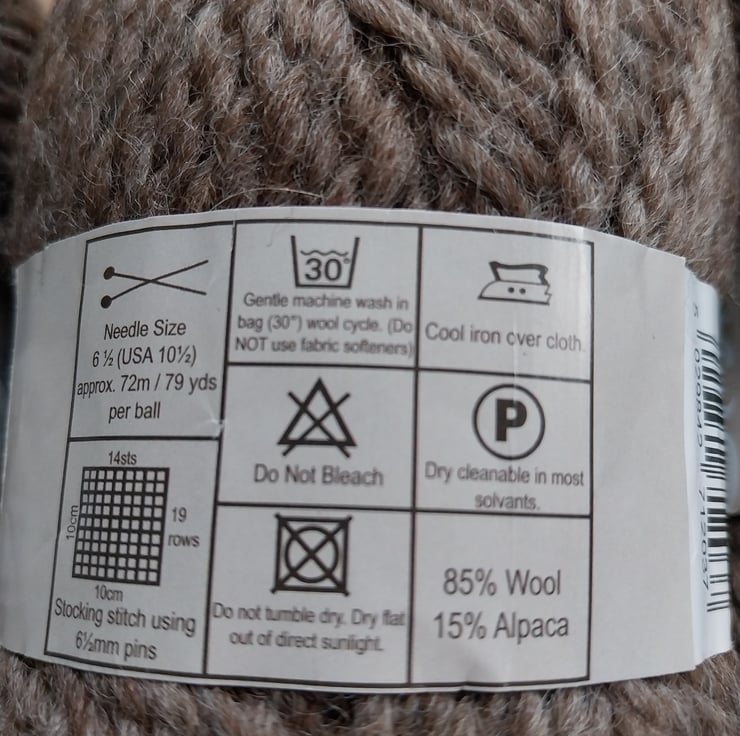 Needle Size
6 ½ (USA 10½)
approx. 72m / 79 yds
per ball
14sts
10cm
19
rows
10cm
Stocking stitch using
6½mm pins
30°
Gentle machine wash in
bag (30°) wool cycle. (Do
NOT use fabric softeners)
Do Not Bleach
Do not tumble dry. Dry flat
out of direct sunlight.
Cool iron over cloth.
P
Dry cleanable in most
solvants.
85% Wool
15% Alpaca